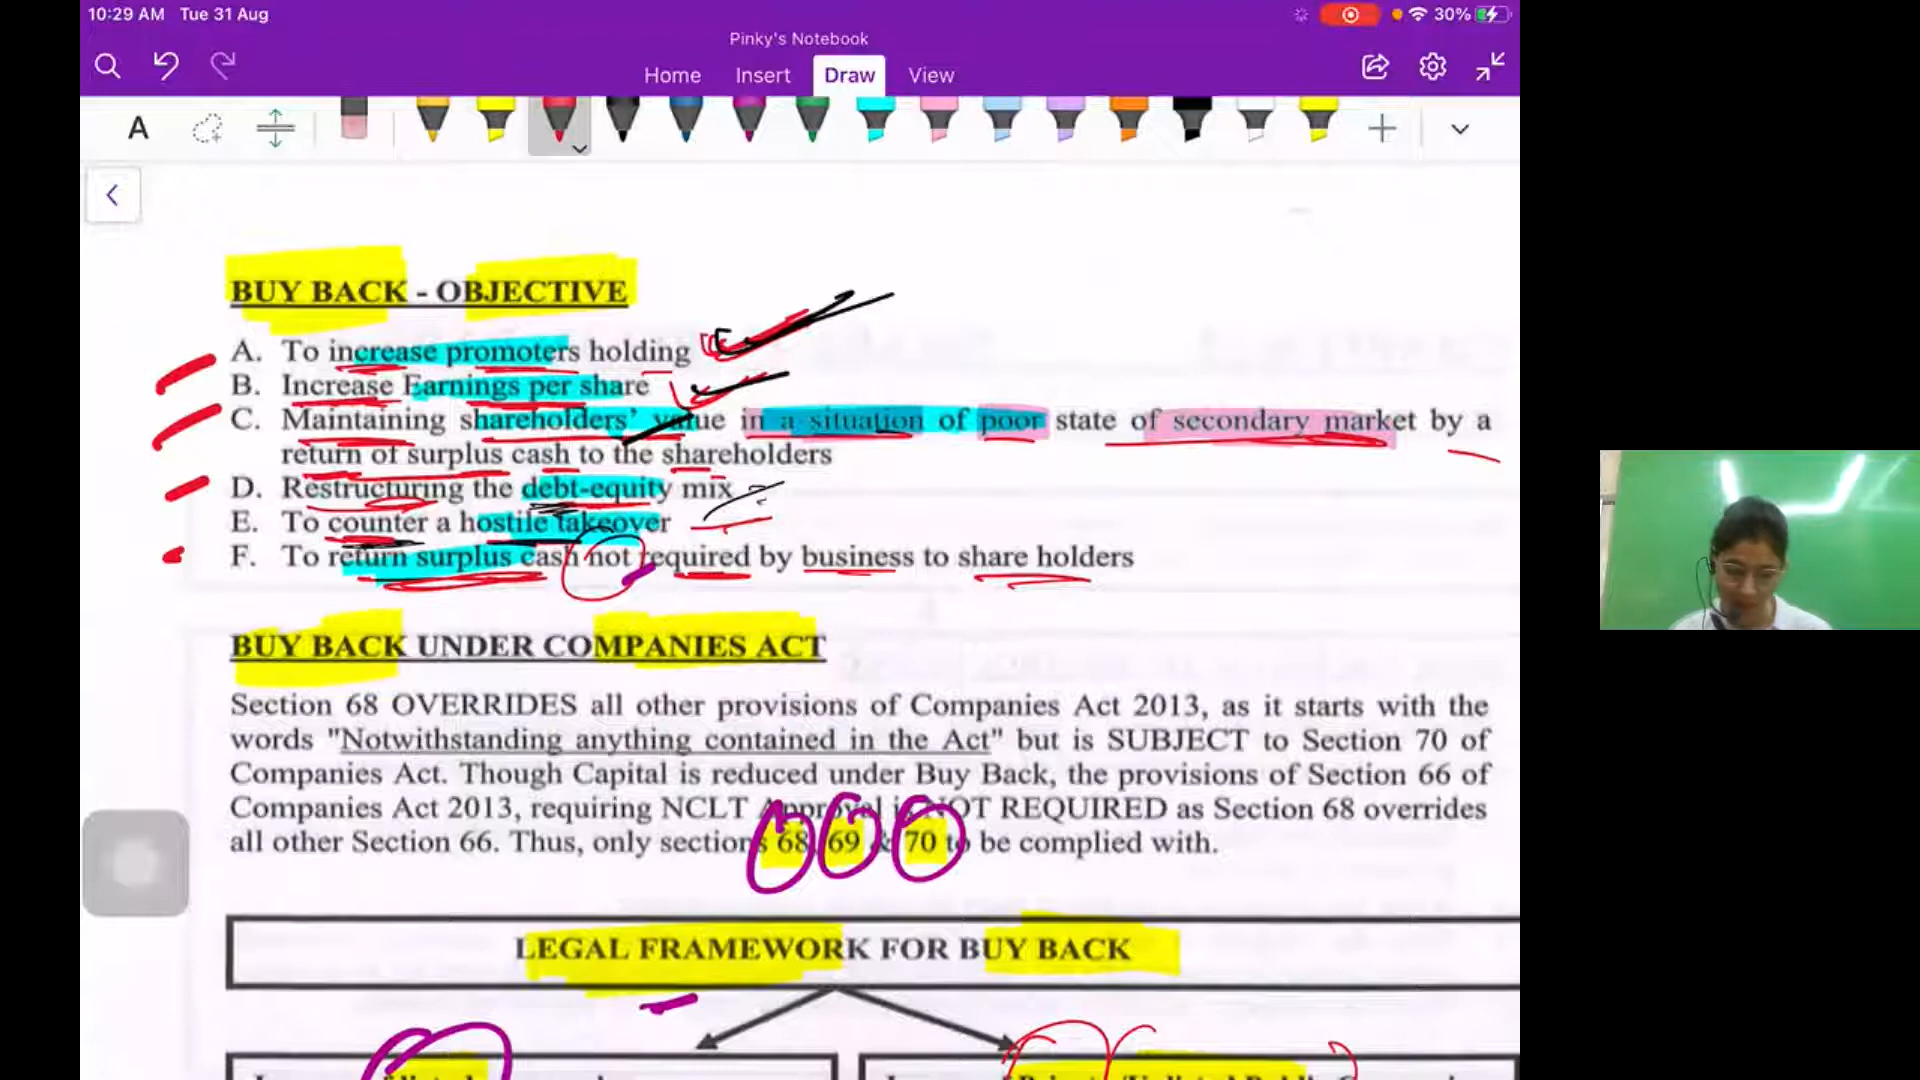 10:29 AM Tue 31 Aug
30%
Pinky's Notebook
Home Insert Draw View
A
BUY BACK - OBJECTIVE
A. To increase promoters holding
B. Increase Earnings per share
C. Maintaining shareholders' value in a situation of poor state of secondary market by a
return of surplus cash to the shareholders
D. Restructuring the debt-equity mix
E. To counter a hostile takeover
F. To return surplus cash not required by business to share holders
BUY BACK UNDER COMPANIES ACT
Section 68 OVERRIDES all other provisions of Companies Act 2013, as it starts with the
words "Notwithstanding anything contained in the Act" but is SUBJECT to Section 70 of
Companies Act. Though Capital is reduced under Buy Back, the provisions of Section 66 of
Companies Act 2013, requiring NCLT Approval is NOT REQUIRED as Section 68 overrides
all other Section 66. Thus, only sections 68, 69 & 70 to be complied with.
LEGAL FRAMEWORK FOR BUY BACK